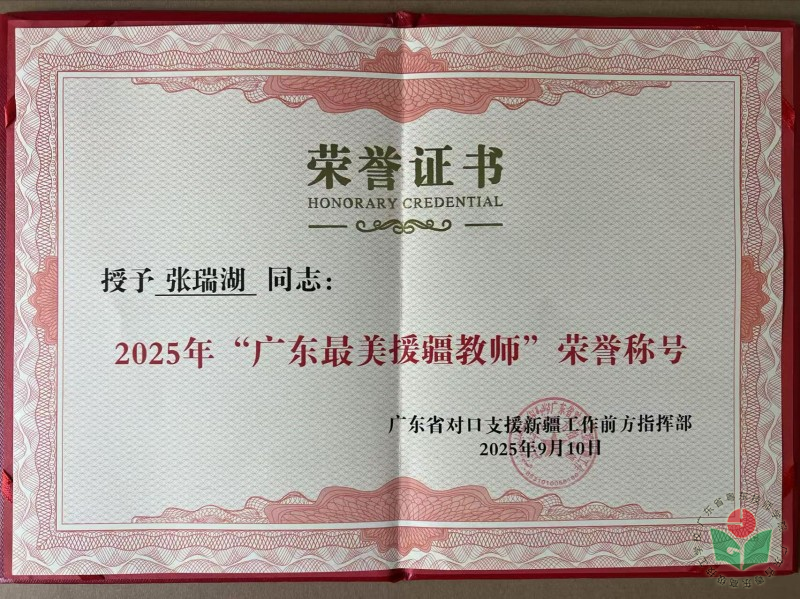 荣誉证书
HONORARY CREDENTIAL
授予 张瑞湖 同志：
2025年“广东最美援疆教师”荣誉称号
广东省对口支援新疆工作前方指挥部
2025年9月10日